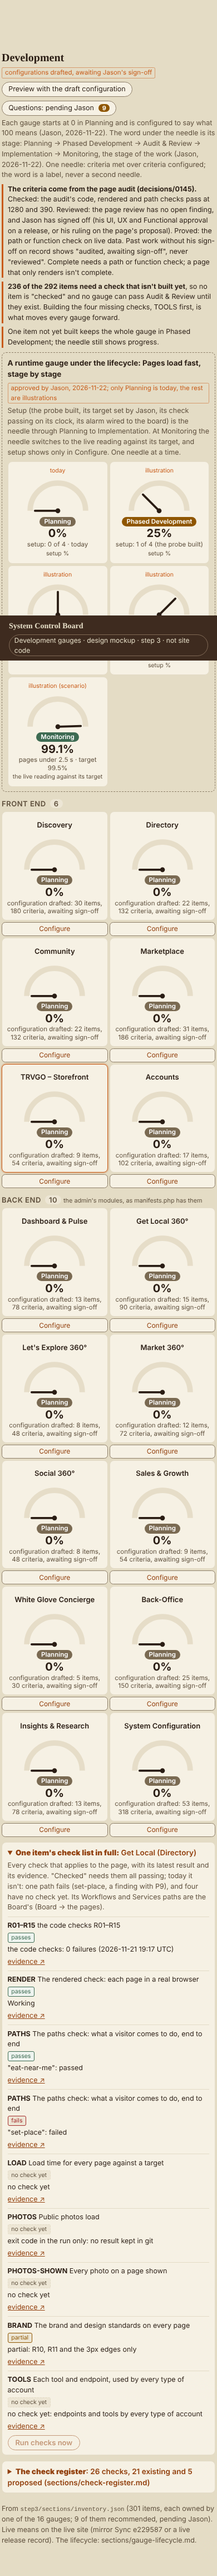 Development
configurations drafted, awaiting Jason's sign-off
Preview with the draft configuration
Questions: pending Jason 9
Each gauge starts at 0 in Planning and is configured to say what
100 means (Jason, 2026-11-22). The word under the needle is its
stage: Planning → Phased Development → Audit & Review →
Implementation → Monitoring, the stage of the work (Jason,
2026-11-22). One need: criteria met over criteria configured;
the word is a label, never a second needle.
The criteria come from the page audit (decisions/0145).
Checked: the audit's code, rendered and path checks pass at
1280 and 390. Reviewed: the page review has no open finding,
and Jason has signed off (his UI, UX and Functional approval
on a release, or his ruling on the page's proposal). Proven: the
path or function check on live data. Past work without his sign-
off on record shows "audited, awaiting sign-off", never
"reviewed". Complete needs a path or function check; a page
that only renders isn't complete.
236 of the 292 items need a check that isn't built yet, so no
item is "checked" and no gauge can pass Audit & Review until
they exist. Building the four missing checks, TOOLS first, is
what moves every gauge forward.
One item not yet built keeps the whole gauge in Phased
Development; the needle still shows progress.
A runtime gauge under the lifecycle: Pages load fast,
stage by stage
approved by Jason, 2026-11-22; only Planning is today, the rest
are illustrations
Setup (the probe built, its target set by Jason, its check
passing on its clock, its alarm wired to the board) is the
needle through Planning to Implementation. At Monitoring the
needle switches to the live reading against its target, and
setup shows only in Configure. One needle at a time.
today
Planning
0%
setup: 0 of 4 · today
setup %
illustration
Phased Development
25%
setup: 1 of 4 (the probe built)
setup %
illustration
illustration
System Control Board
Development gauges · design mockup · step 3 · not site
code
setup %
illustration (scenario)
Monitoring
99.1%
pages under 2.5 s · target
99.5%
the live reading against its target
FRONT END 6
Discovery
Planning
0%
configuration drafted: 30 items,
180 criteria, awaiting sign-off
Configure
Directory
Planning
0%
configuration drafted: 22 items,
132 criteria, awaiting sign-off
Configure
Community
Planning
0%
configuration drafted: 22 items,
132 criteria, awaiting sign-off
Configure
Marketplace
Planning
0%
configuration drafted: 31 items,
186 criteria, awaiting sign-off
Configure
TRVGO – Storefront
Planning
0%
configuration drafted: 9 items,
54 criteria, awaiting sign-off
Configure
Accounts
Planning
0%
configuration drafted: 17 items,
102 criteria, awaiting sign-off
Configure
BACK END 10 the admin's modules, as manifests.php has them
Dashboard & Pulse
Planning
0%
configuration drafted: 13 items,
78 criteria, awaiting sign-off
Configure
Get Local 360°
Planning
0%
configuration drafted: 15 items,
90 criteria, awaiting sign-off
Configure
Let's Explore 360°
Planning
0%
configuration drafted: 8 items,
48 criteria, awaiting sign-off
Configure
Market 360°
Planning
0%
configuration drafted: 12 items,
72 criteria, awaiting sign-off
Configure
Social 360°
Planning
0%
configuration drafted: 8 items,
48 criteria, awaiting sign-off
Configure
Sales & Growth
Planning
0%
configuration drafted: 9 items,
54 criteria, awaiting sign-off
Configure
White Glove Concierge
Planning
0%
configuration drafted: 5 items,
30 criteria, awaiting sign-off
Configure
Back-Office
Planning
0%
configuration drafted: 25 items,
150 criteria, awaiting sign-off
Configure
Insights & Research
Planning
0%
configuration drafted: 13 items,
78 criteria, awaiting sign-off
Configure
System Configuration
Planning
0%
configuration drafted: 53 items,
318 criteria, awaiting sign-off
Configure
▼ One item's check list in full: Get Local (Directory)
Every check that applies to the page, with its latest result and
its evidence. "Checked" needs them all passing; today it
isn't: one path fails (set-place, a finding with P9), and four
have no check yet. Its Workflows and Services paths are the
Board's (Board → the pages).
R01–R15 the code checks R01–R15
passes
the code checks: 0 failures (2026-11-21 19:17 UTC)
evidence ↗
RENDER The rendered check: each page in a real browser
passes
Working
evidence ↗
PATHS The paths check: what a visitor comes to do, end to
end
passes
"eat-near-me": passed
evidence ↗
PATHS The paths check: what a visitor comes to do, end to
end
fails
"set-place": failed
evidence ↗
LOAD Load time for every page against a target
no check yet
no check yet
evidence ↗
PHOTOS Public photos load
no check yet
exit code in the run only: no result kept in git
evidence ↗
PHOTOS-SHOWN Every photo on a page shown
no check yet
no check yet
evidence ↗
BRAND The brand and design standards on every page
partial
partial: R10, R11 and the 3px edges only
evidence ↗
TOOLS Each tool and endpoint, used by every type of
account
no check yet
no check yet: endpoints and tools by every type of account
evidence ↗
Run checks now
▶ The check register: 26 checks, 21 existing and 5
proposed (sections/check-register.md)
From step3/sections/inventory.json (301 items, each owned by
one of the 16 gauges; 9 of them recommended, pending Jason).
Live means on the live site (mirror Sync e229587 or a live
release record). The lifecycle: sections/gauge-lifecycle.md.